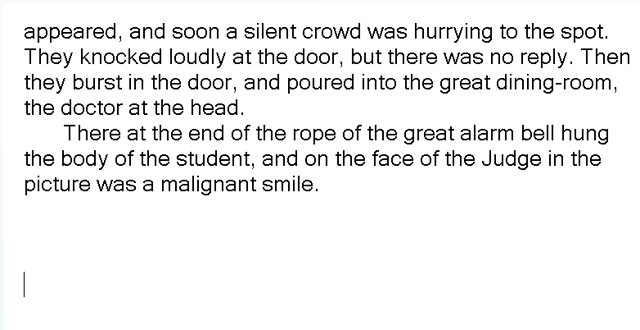 appeared, and soon a silent crowd was hurrying to the spot.
They knocked loudly at the door, but there was no reply. Then
they burst in the door, and poured into the great dining-room,
the doctor at the head.
There at the end of the rope of the great alarm bell hung
the body of the student, and on the face of the Judge in the
picture was a malignant smile.